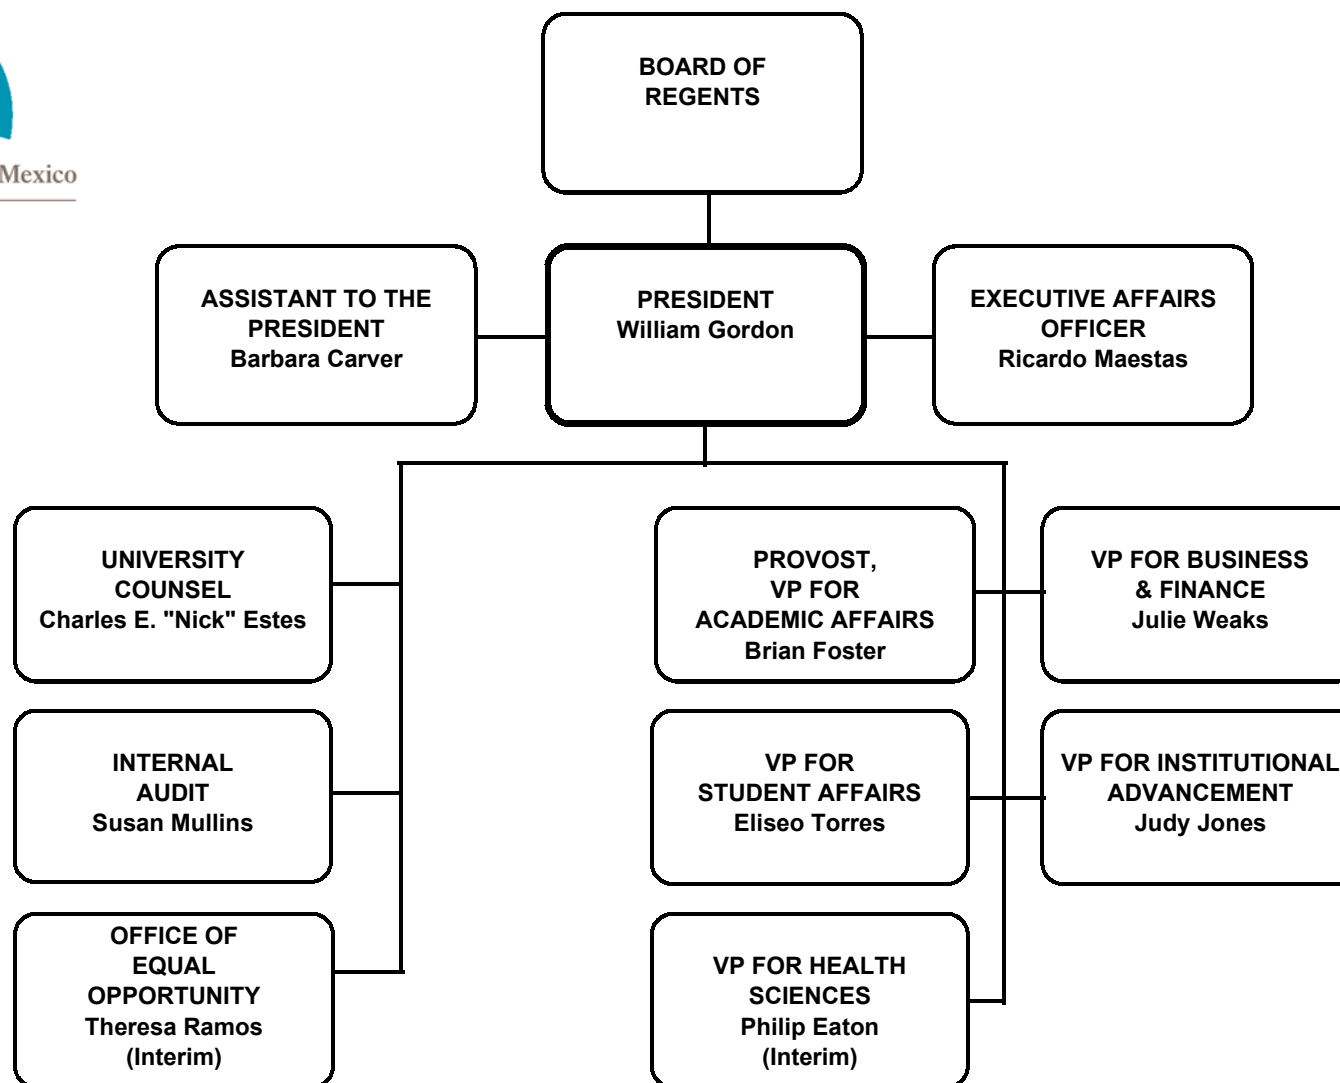 Mexico
BOARD OF
REGENTS
ASSISTANT TO THE
PRESIDENT
Barbara Carver
PRESIDENT
William Gordon
EXECUTIVE AFFAIRS
OFFICER
Ricardo Maestas
UNIVERSITY
COUNSEL
Charles E. "Nick" Estes
PROVOST,
VP FOR
ACADEMIC AFFAIRS
Brian Foster
VP FOR BUSINESS
& FINANCE
Julie Weaks
INTERNAL
AUDIT
Susan Mullins
VP FOR
STUDENT AFFAIRS
Eliseo Torres
VP FOR INSTITUTIONAL
ADVANCEMENT
Judy Jones
OFFICE OF
EQUAL
OPPORTUNITY
Theresa Ramos
(Interim)
VP FOR HEALTH
SCIENCES
Philip Eaton
(Interim)